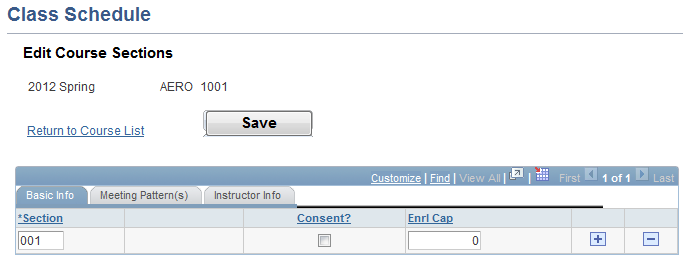 Class Schedule
Edit Course Sections
2012 Spring AERO 1001
Return to Course List Save
Customize | Find | View All | | First 1 of 1 Last
Basic Info Meeting Pattern(s) Instructor Info
*Section Consent? Enrl Cap
001 0